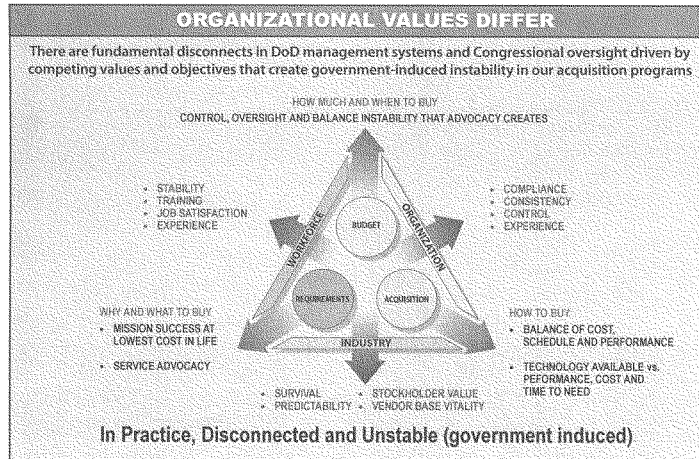 ORGANIZATIONAL VALUES DIFFER
There are fundamental disconnects in DoD management systems and Congressional oversight driven by
competing values and objectives that create government-induced instability in our acquisition programs
HOW MUCH AND WHEN TO BUY
CONTROL, OVERSIGHT AND BALANCE INSTABILITY THAT ADVOCACY CREATES
• STABILITY
• TRAINING
• JOB SATISFACTION
• EXPERIENCE
• COMPLIANCE
• CONSISTENCY
• CONTROL
• EXPERIENCE
WORKFORCE
ORGANIZATION
BUDGET
REQUIREMENTS
ACQUISITION
INDUSTRY
WHY AND WHAT TO BUY
• MISSION SUCCESS AT
LOWEST COST IN LIFE
• SERVICE ADVOCACY
HOW TO BUY
• BALANCE OF COST,
SCHEDULE AND PERFORMANCE
• TECHNOLOGY AVAILABLE vs.
PEFORMANCE, COST AND
TIME TO NEED
• SURVIVAL
• PREDICTABILITY
• STOCKHOLDER VALUE
• VENDOR BASE VITALITY
In Practice, Disconnected and Unstable (government induced)